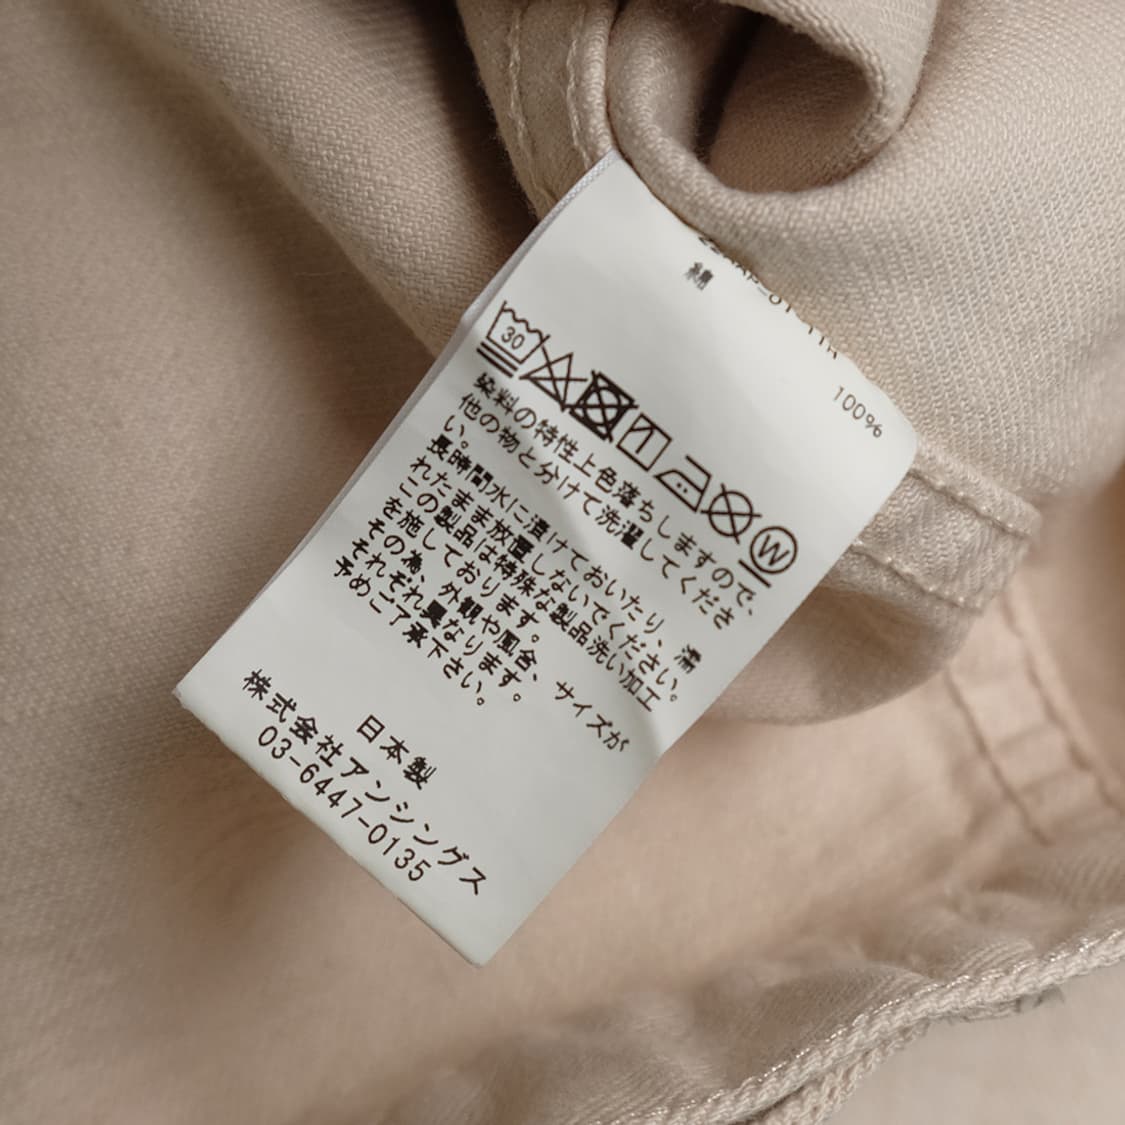 綿 100%
30
W
染料の特性上色落ちしますので、
他の物と分けて洗濯してくださ
い。
長時間水に漬けておいたり、濡
れたまま放置しないでください。
この製品は特殊な製品洗い加工
を施しております。
その為、外観や風合、サイズが
それぞれ異なります。
予めご了承下さい。
日本製
株式会社アンシングス
03-6447-0135